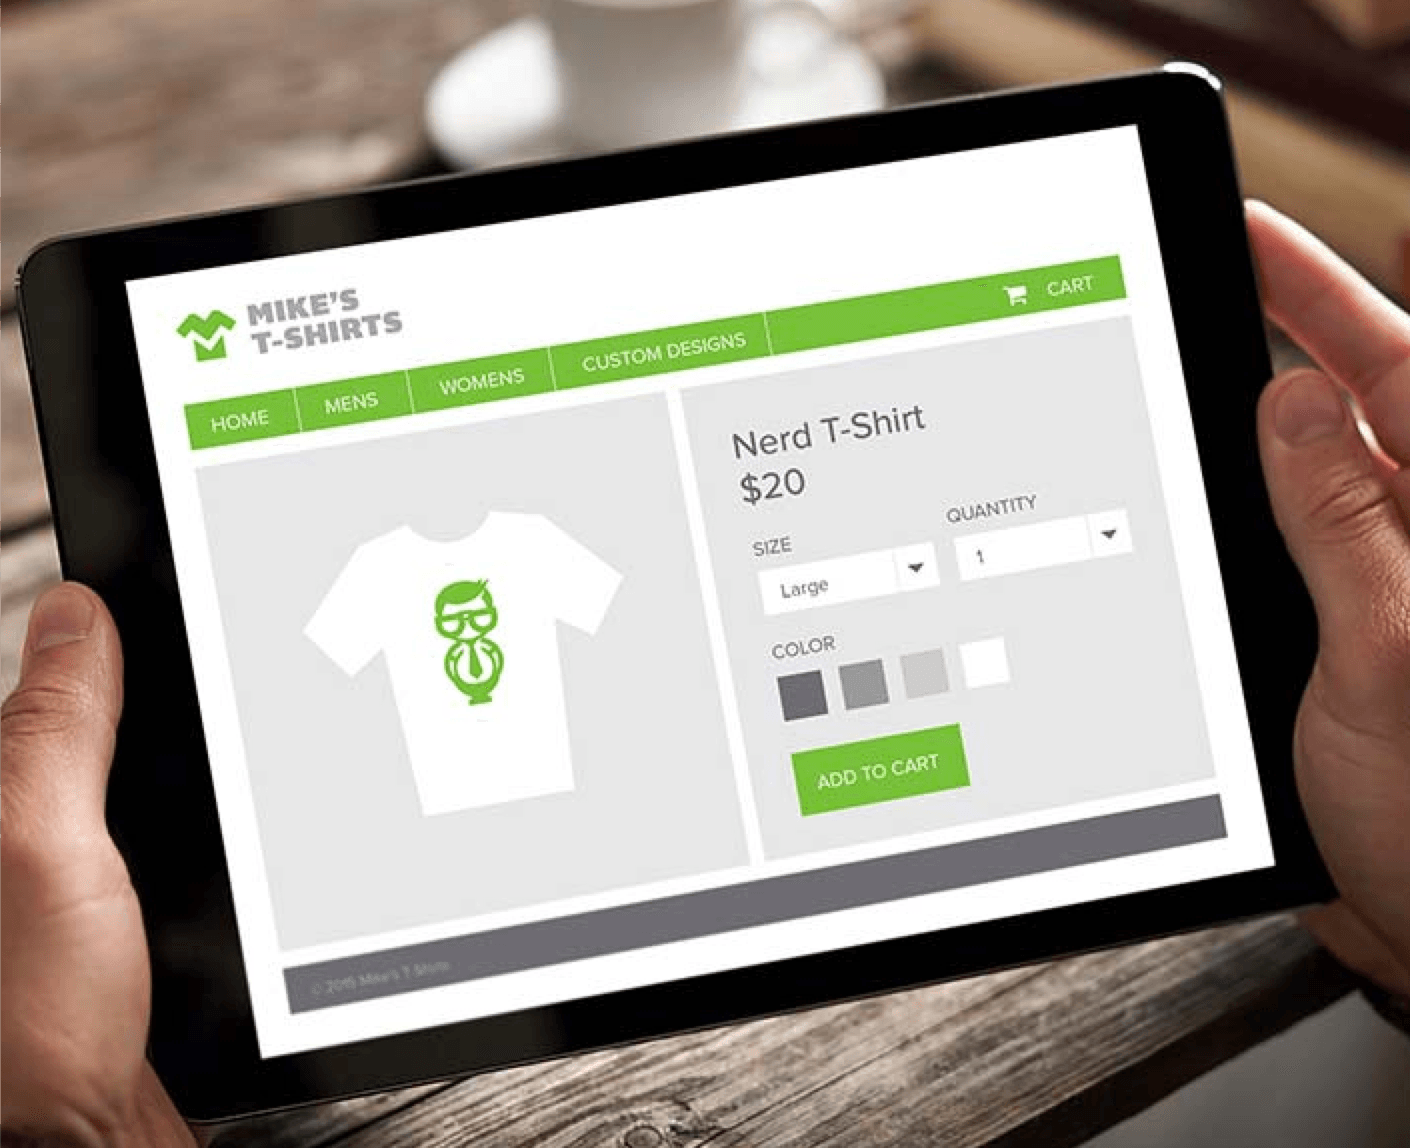 MIKE'S
T-SHIRTS
HOME
MENS
WOMENS
CUSTOM DESIGNS
CART
Nerd T-Shirt
$20
SIZE
QUANTITY
Large
1
COLOR
ADD TO CART
© 2015 Mike's T-Shirts